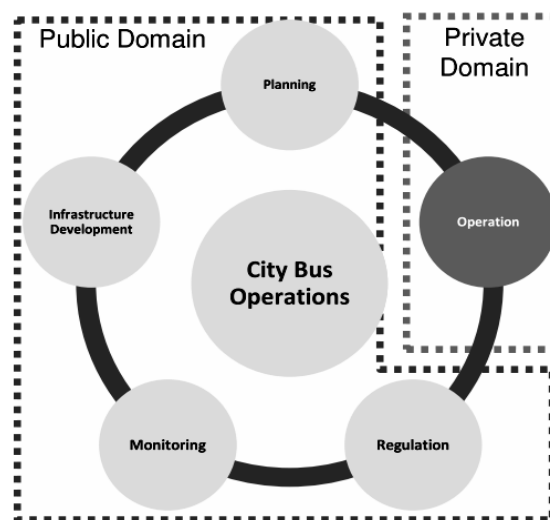 Public Domain
Private
Domain
Planning
Infrastructure
Development
Operation
City Bus
Operations
Monitoring
Regulation